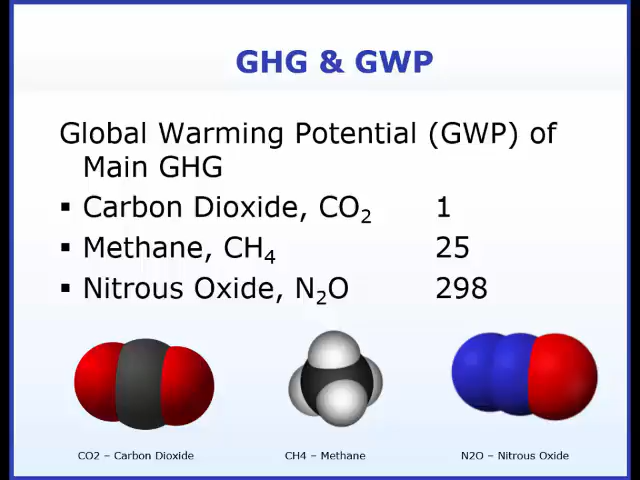 GHG & GWP
Global Warming Potential (GWP) of
Main GHG
▪ Carbon Dioxide, CO₂ 1
▪ Methane, CH₄ 25
▪ Nitrous Oxide, N₂O 298
CO2 – Carbon Dioxide CH4 – Methane N2O – Nitrous Oxide